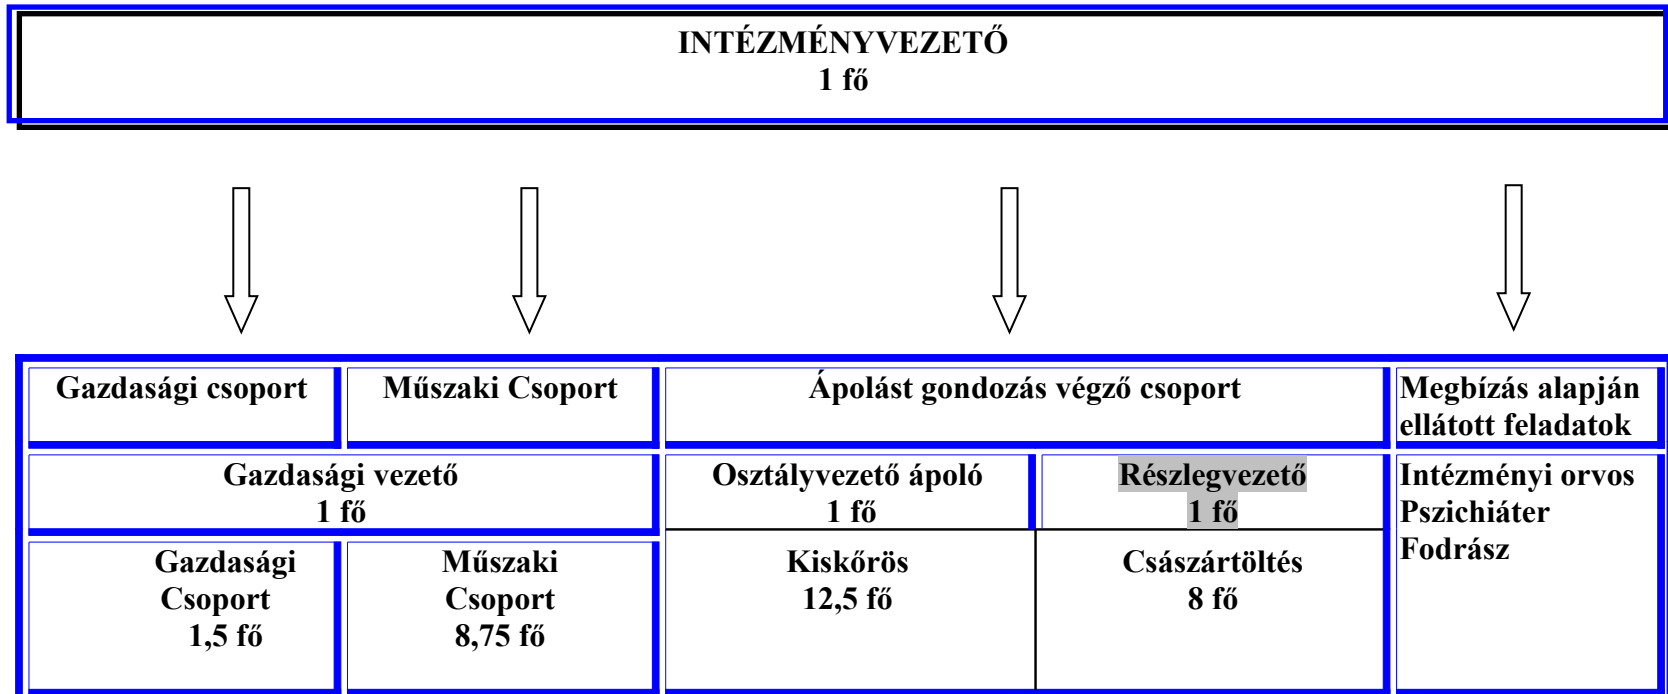 INTÉZMÉNYVEZETŐ
1 fő
Gazdasági csoport
Műszaki Csoport
Ápolást gondozás végző csoport
Megbízás alapján
ellátott feladatok
Gazdasági vezető
1 fő
Osztályvezető ápoló
1 fő
Részlegvezető
1 fő
Intézményi orvos
Pszichiáter
Fodrász
Gazdasági
Csoport
1,5 fő
Műszaki
Csoport
8,75 fő
Kiskőrös
12,5 fő
Császártöltés
8 fő